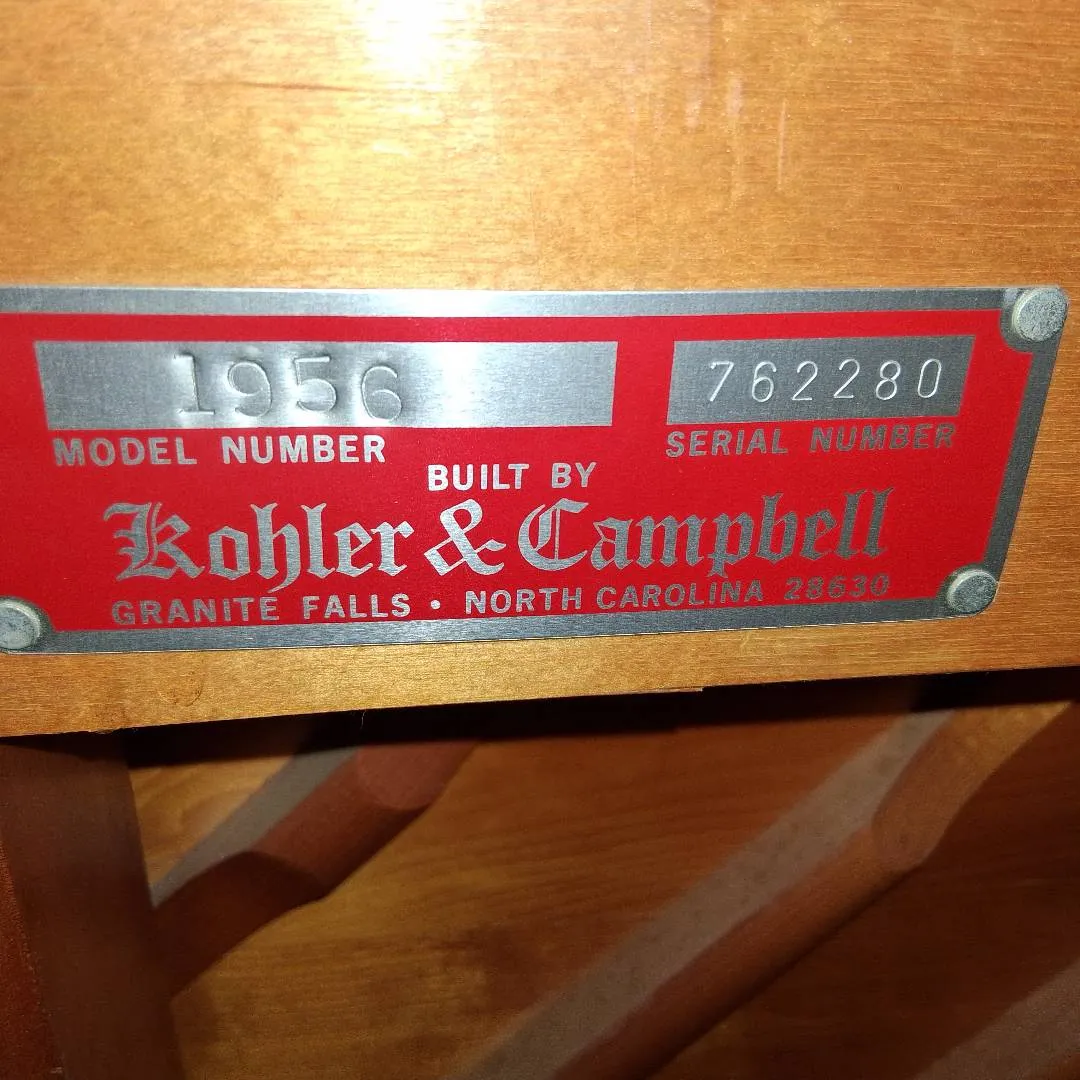 1956 762280
MODEL NUMBER SERIAL NUMBER
BUILT BY
Kohler & Campbell
GRANITE FALLS • NORTH CAROLINA 28630